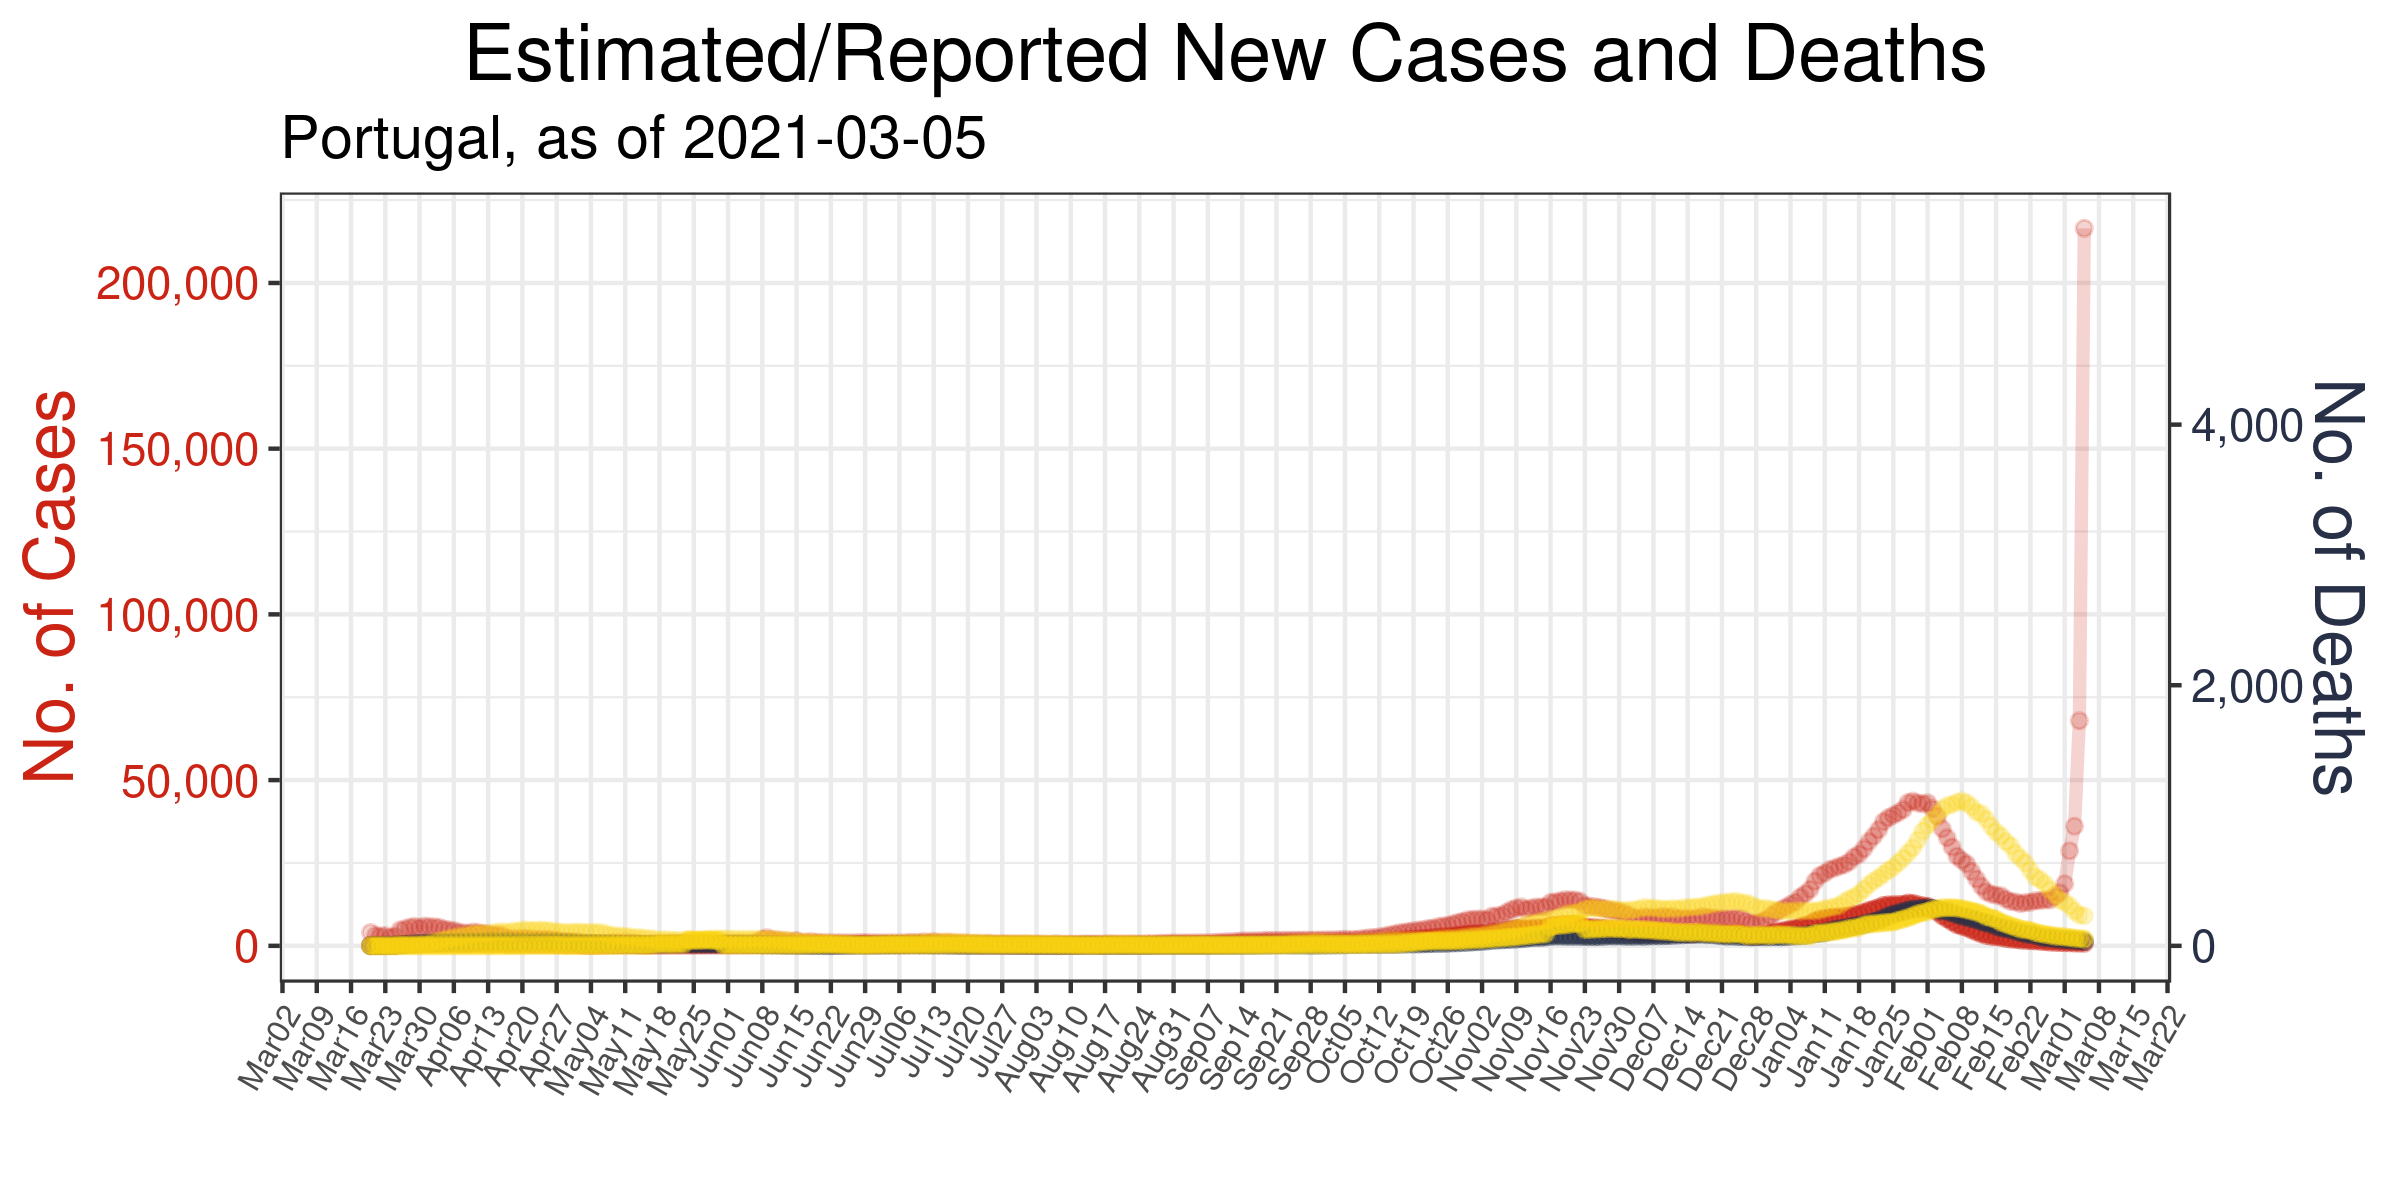 Estimated/Reported New Cases and Deaths
Portugal, as of 2021-03-05
No. of Cases
200,000
150,000
100,000
50,000
0
4,000
2,000
0
No. of Deaths
Mar02
Mar09
Mar16
Mar23
Mar30
Apr06
Apr13
Apr20
Apr27
May04
May11
May18
May25
Jun01
Jun08
Jun15
Jun22
Jun29
Jul06
Jul13
Jul20
Jul27
Aug03
Aug10
Aug17
Aug24
Aug31
Sep07
Sep14
Sep21
Sep28
Oct05
Oct12
Oct19
Oct26
Nov02
Nov09
Nov16
Nov23
Nov30
Dec07
Dec14
Dec21
Dec28
Jan04
Jan11
Jan18
Jan25
Feb01
Feb08
Feb15
Feb22
Mar01
Mar08
Mar15
Mar22